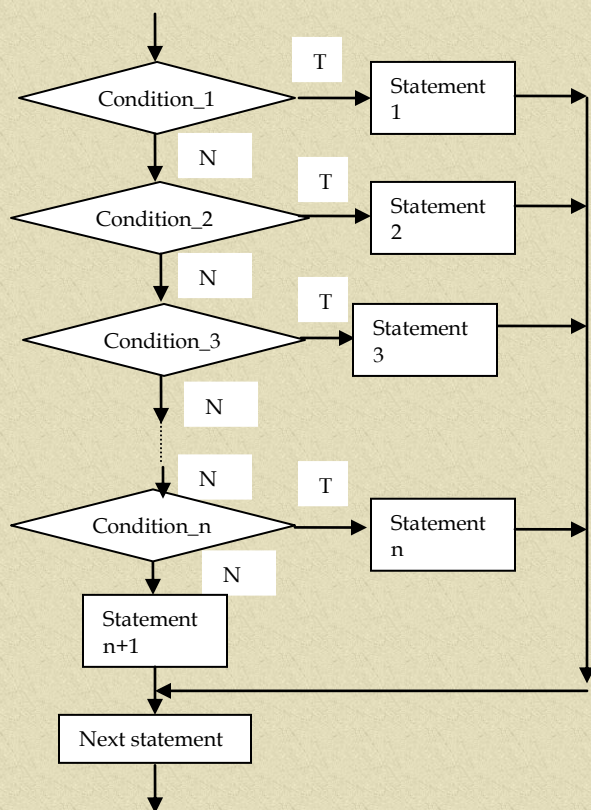 T
Condition_1
Statement
1
N
T
Condition_2
Statement
2
N
T
Condition_3
Statement
3
N
N
T
Condition_n
Statement
n
N
Statement
n+1
Next statement